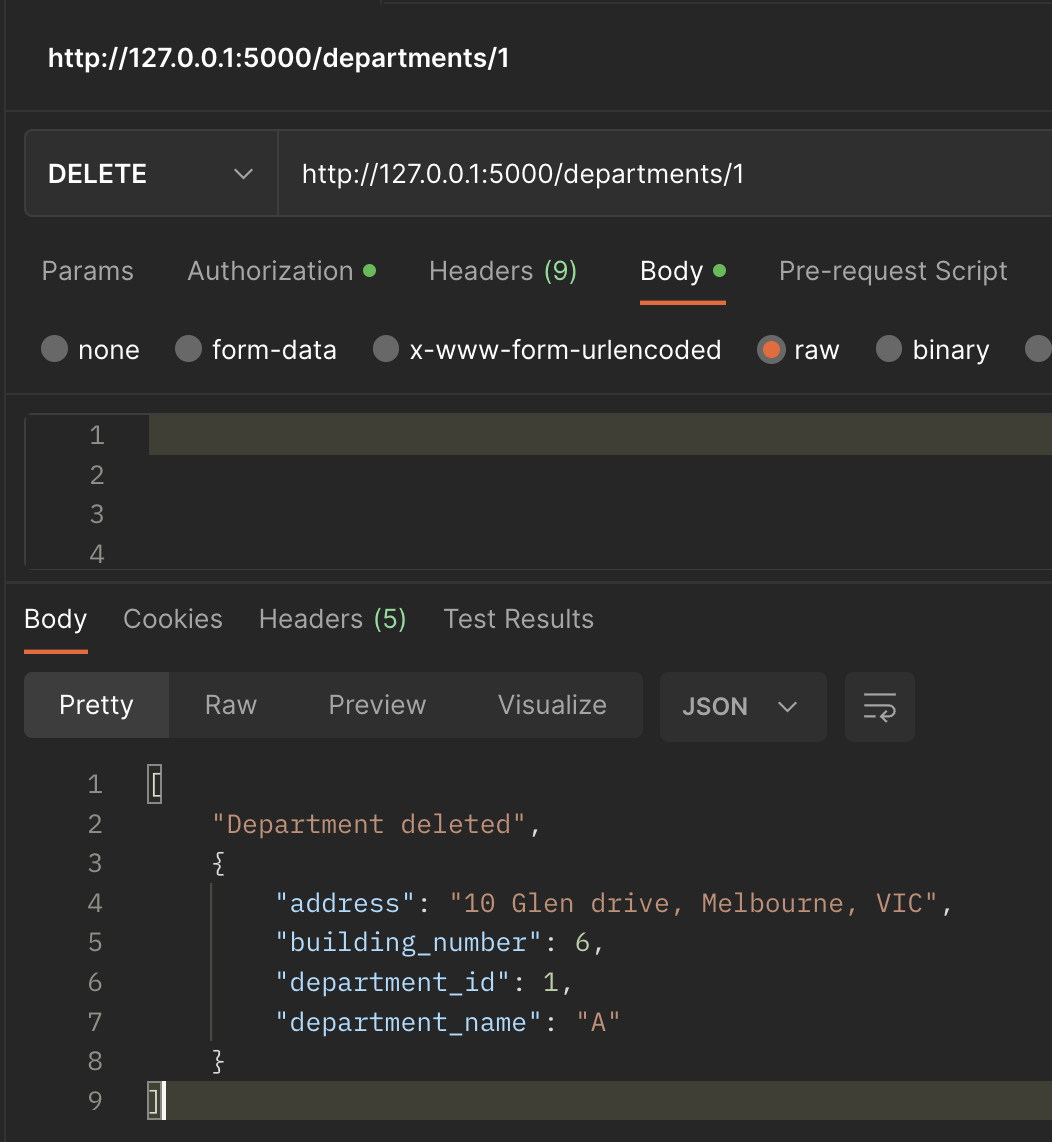 http://127.0.0.1:5000/departments/1
DELETE http://127.0.0.1:5000/departments/1
Params Authorization Headers (9) Body Pre-request Script
none form-data x-www-form-urlencoded raw binary
1
2
3
4
Body Cookies Headers (5) Test Results
Pretty Raw Preview Visualize JSON
1 [
2 "Department deleted",
3 {
4 "address": "10 Glen drive, Melbourne, VIC",
5 "building_number": 6,
6 "department_id": 1,
7 "department_name": "A"
8 }
9 ]